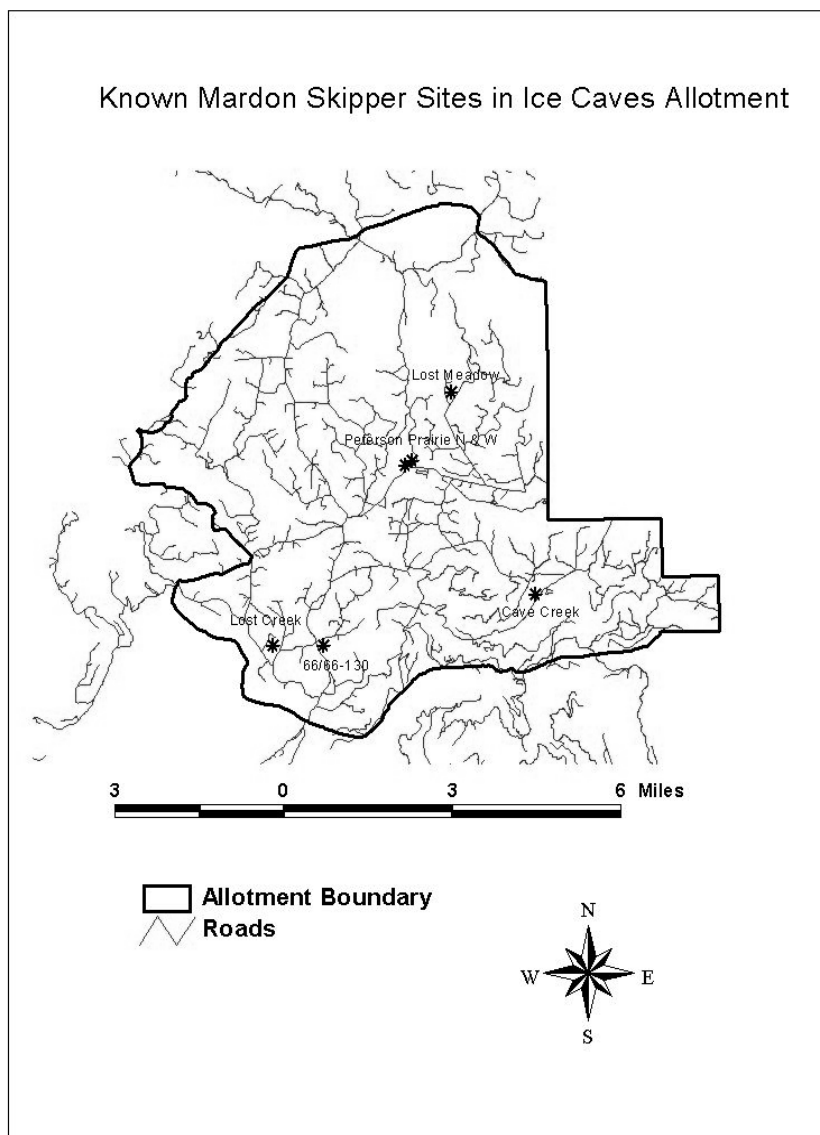 Known Mardon Skipper Sites in Ice Caves Allotment
Lost Meadow
Peterson Prairie N & W
Cave Creek
Lost Creek
66/66-130
3 0 3 6 Miles
Allotment Boundary
Roads
N
W E
S